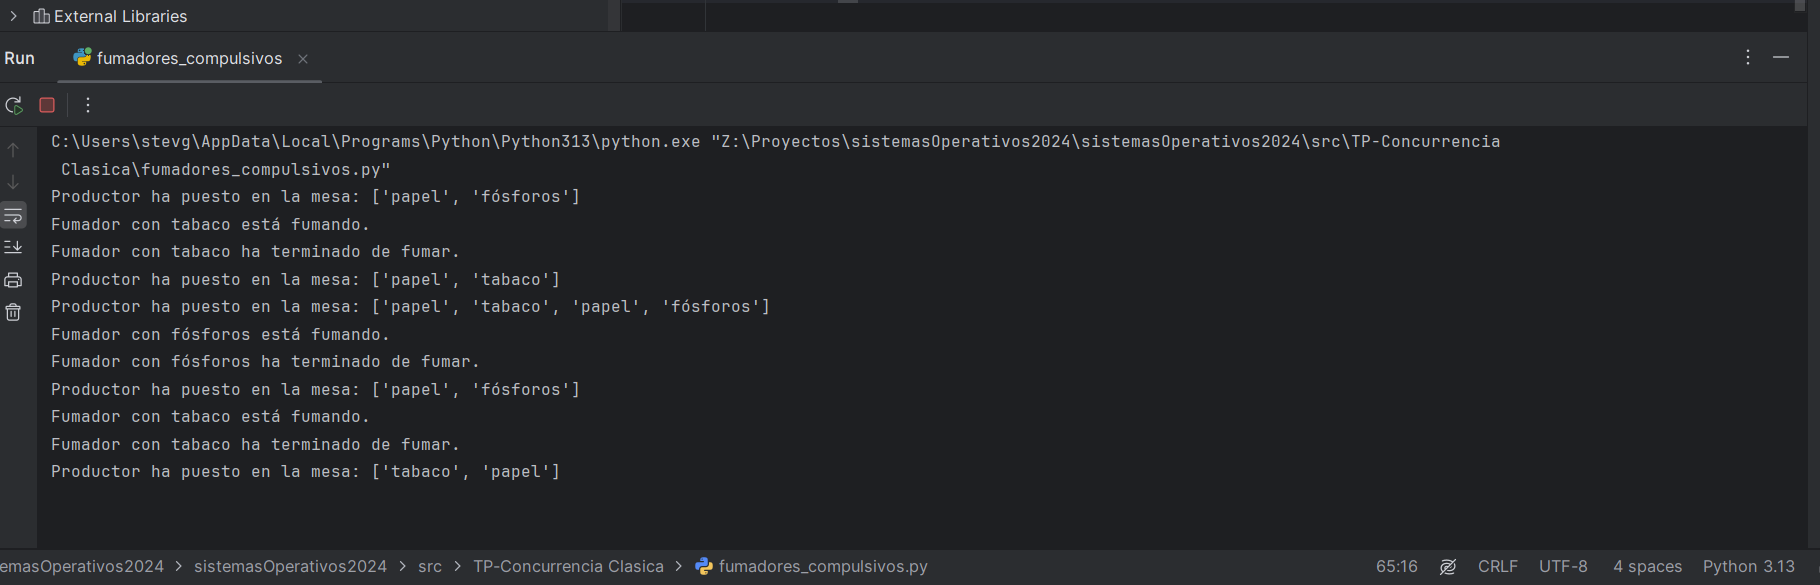 External Libraries
Run fumadores_compulsivos
C:\Users\stevg\AppData\Local\Programs\Python\Python313\python.exe "Z:\Proyectos\sistemasOperativos2024\sistemasOperativos2024\src\TP-Concurrencia
Clasica\fumadores_compulsivos.py"
Productor ha puesto en la mesa: ['papel', 'fósforos']
Fumador con tabaco está fumando.
Fumador con tabaco ha terminado de fumar.
Productor ha puesto en la mesa: ['papel', 'tabaco']
Productor ha puesto en la mesa: ['papel', 'tabaco', 'papel', 'fósforos']
Fumador con fósforos está fumando.
Fumador con fósforos ha terminado de fumar.
Productor ha puesto en la mesa: ['papel', 'fósforos']
Fumador con tabaco está fumando.
Fumador con tabaco ha terminado de fumar.
Productor ha puesto en la mesa: ['tabaco', 'papel']
emasOperativos2024 > sistemasOperativos2024 > src > TP-Concurrencia Clasica > fumadores_compulsivos.py 65:16 CRLF UTF-8 4 spaces Python 3.13